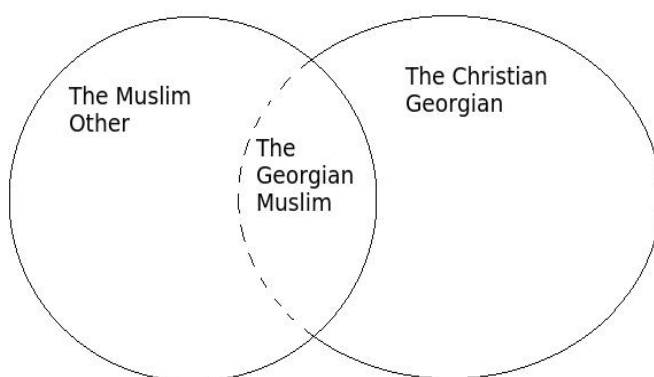 The Muslim
Other
The
Georgian
Muslim
The Christian
Georgian